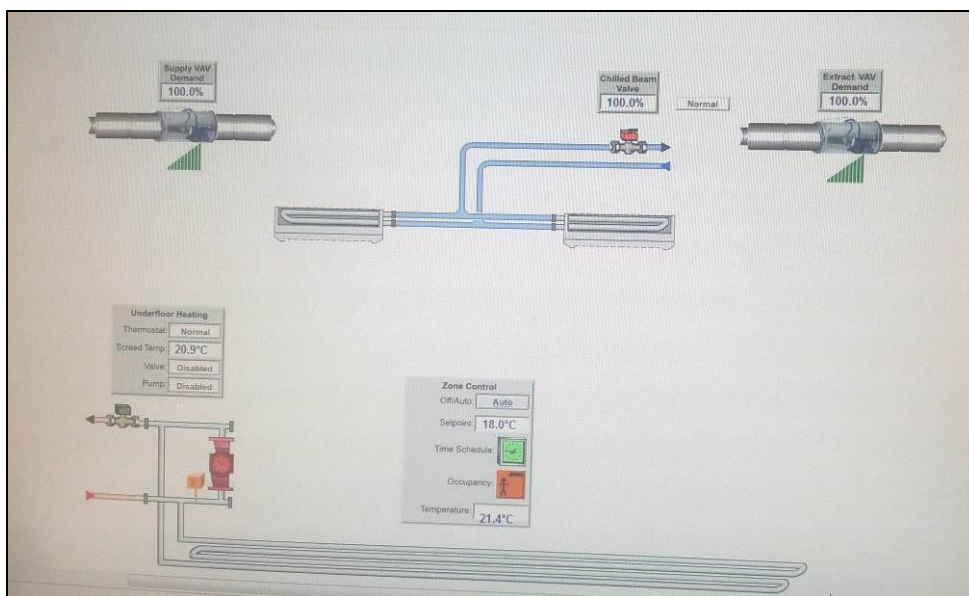 Supply VAV
Demand
100.0%
Chilled Beam
Valve
100.0%
Normal
Extract VAV
Demand
100.0%
Underfloor Heating
Thermostat: Normal
Screed Temp: 20.9°C
Valve: Disabled
Pump: Disabled
Zone Control
Off/Auto: Auto
Setpoint: 18.0°C
Time Schedule:
Occupancy:
Temperature: 21.4°C